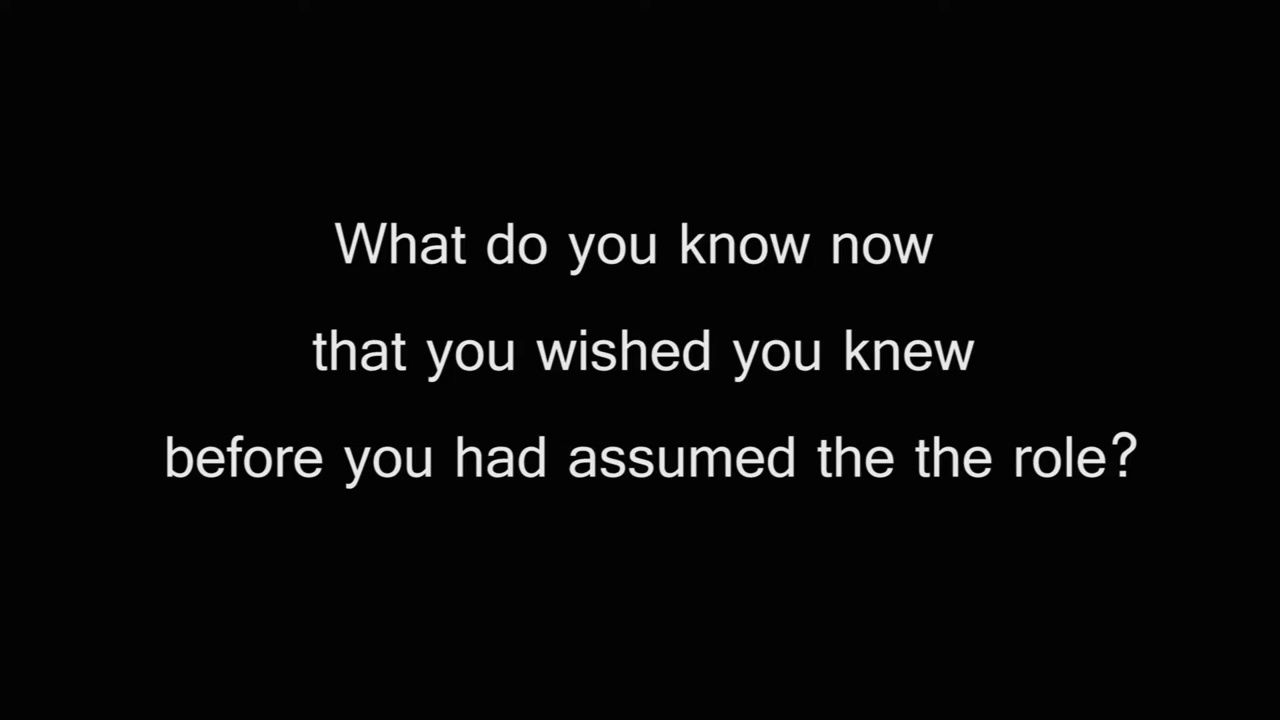 What do you know now
that you wished you knew
before you had assumed the the role?